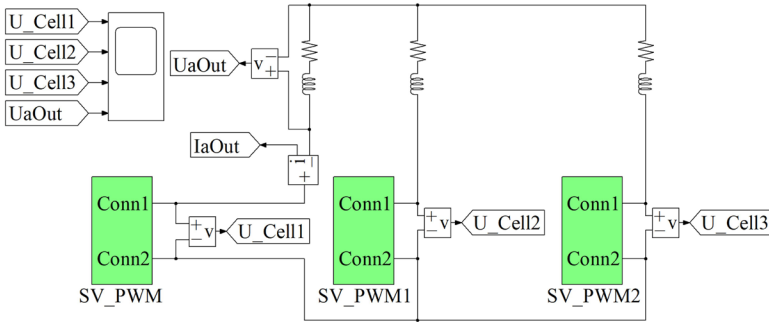 U_Cell1
U_Cell2
U_Cell3
UaOut
UaOut
v
IaOut
i
Conn1
Conn2
SV_PWM
v
U_Cell1
Conn1
Conn2
SV_PWM1
v
U_Cell2
Conn1
Conn2
SV_PWM2
v
U_Cell3